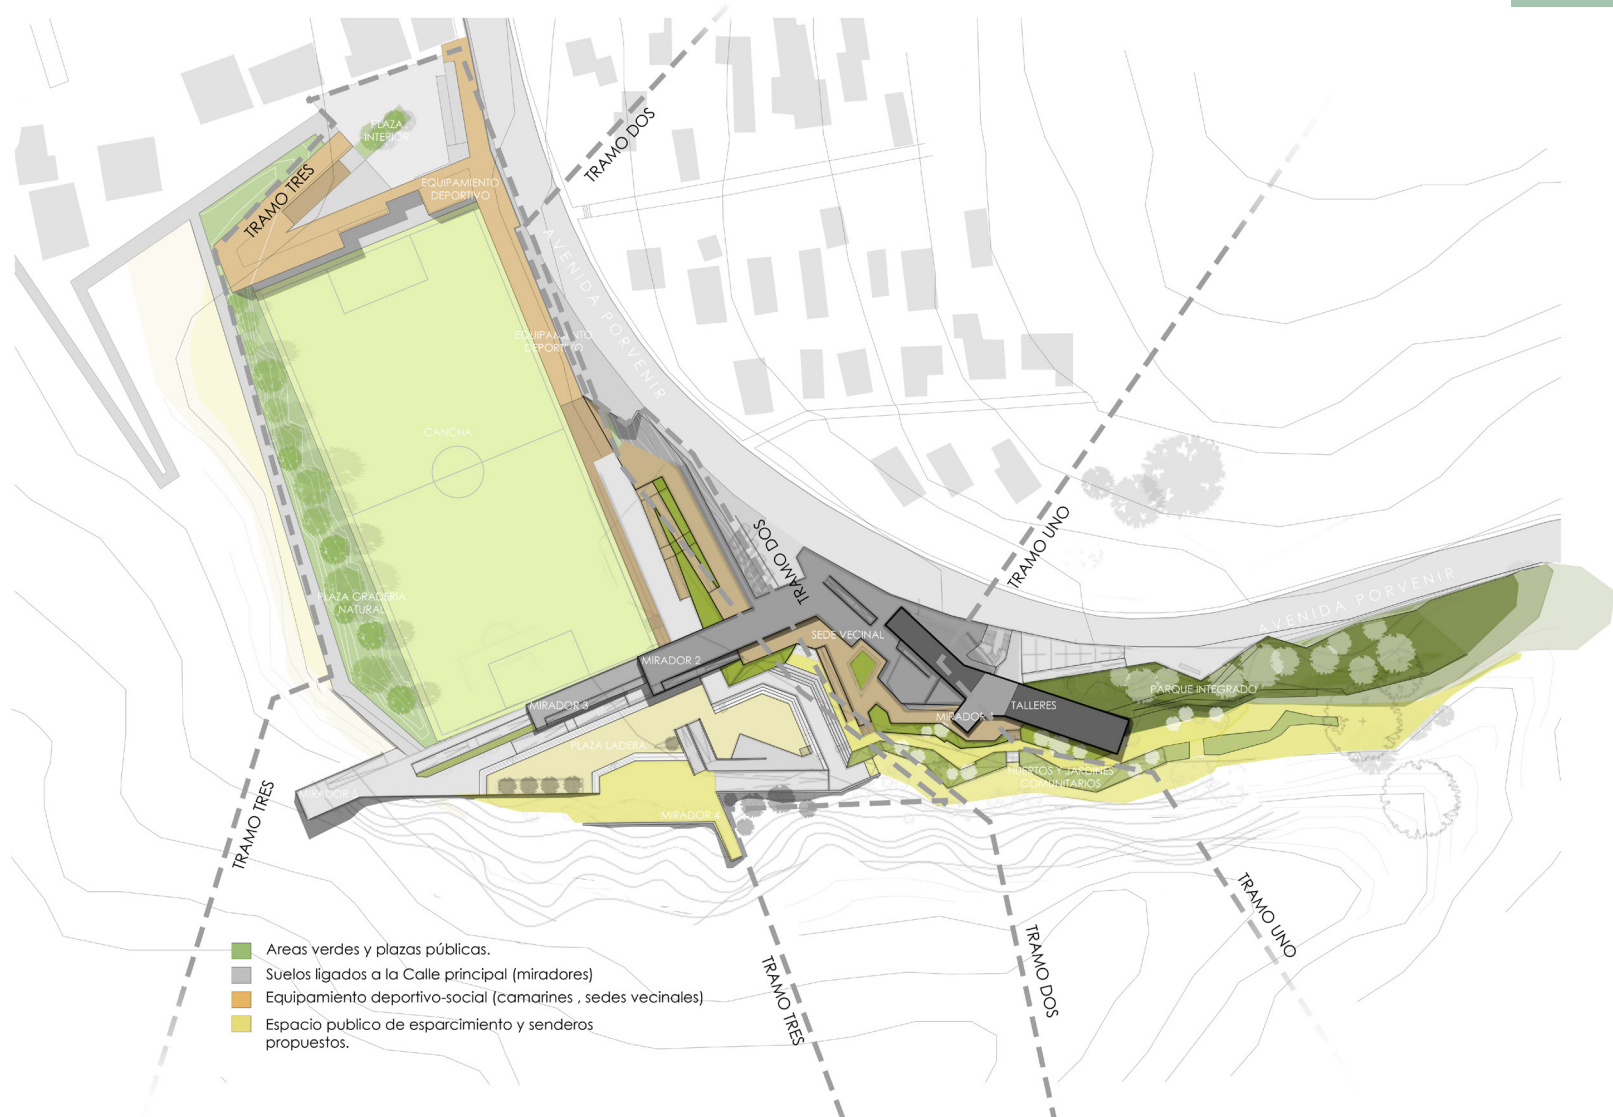 TRAMO DOS
PLAZA
INTERIOR
TRAMO TRES
EQUIPAMIENTO
DEPORTIVO
AVENIDA PORVENIR
EQUIPAMIENTO
DEPORTIVO
CANCHA
TRAMO DOS
TRAMO UNO
PLAZA GRADERIA
NATURAL
AVENIDA PORVENIR
SEDE VECINAL
MIRADOR 2
PARQUE INTEGRADO
MIRADOR 3
MIRADOR
TALLERES
PLAZA LADERA
HUERTOS Y JARDINES
COMUNITARIOS
MIRADOR 5
MIRADOR 4
TRAMO TRES
TRAMO UNO
TRAMO DOS
TRAMO TRES
Areas verdes y plazas públicas.
Suelos ligados a la Calle principal (miradores)
Equipamiento deportivo-social (camarines , sedes vecinales)
Espacio publico de esparcimiento y senderos
propuestos.